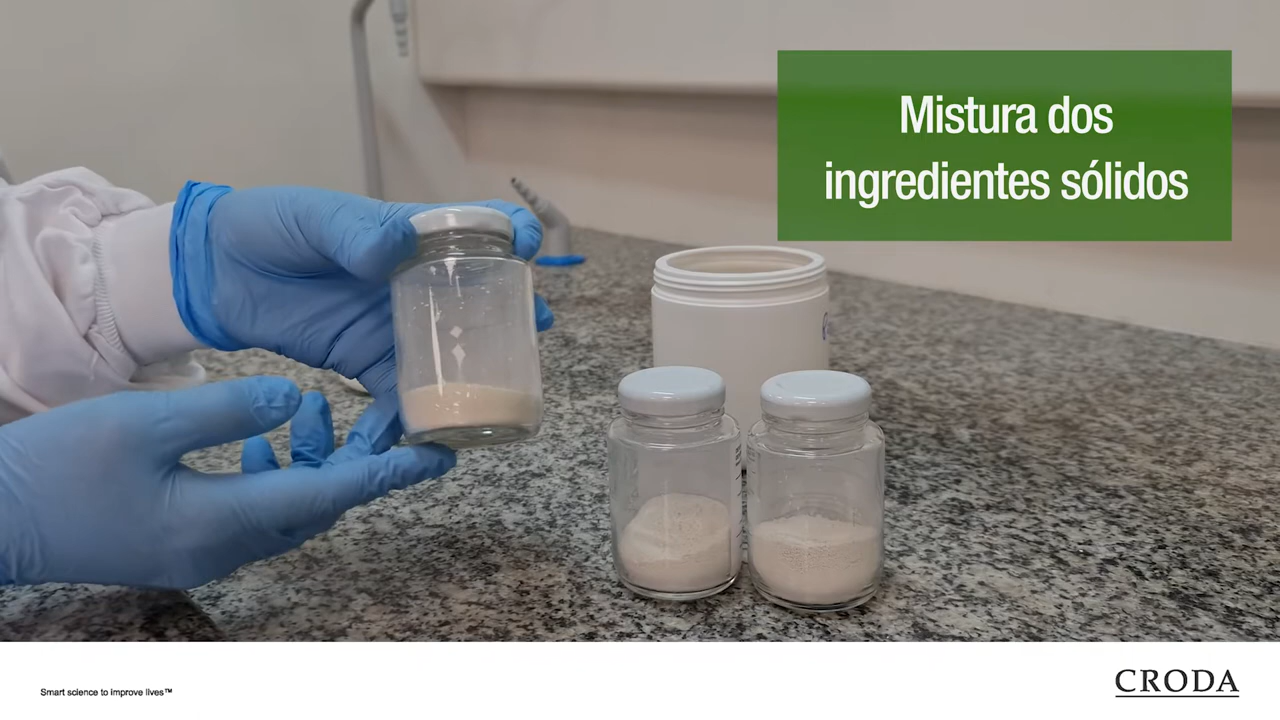 Mistura dos
ingredientes sólidos
Smart science to improve lives™
CRODA